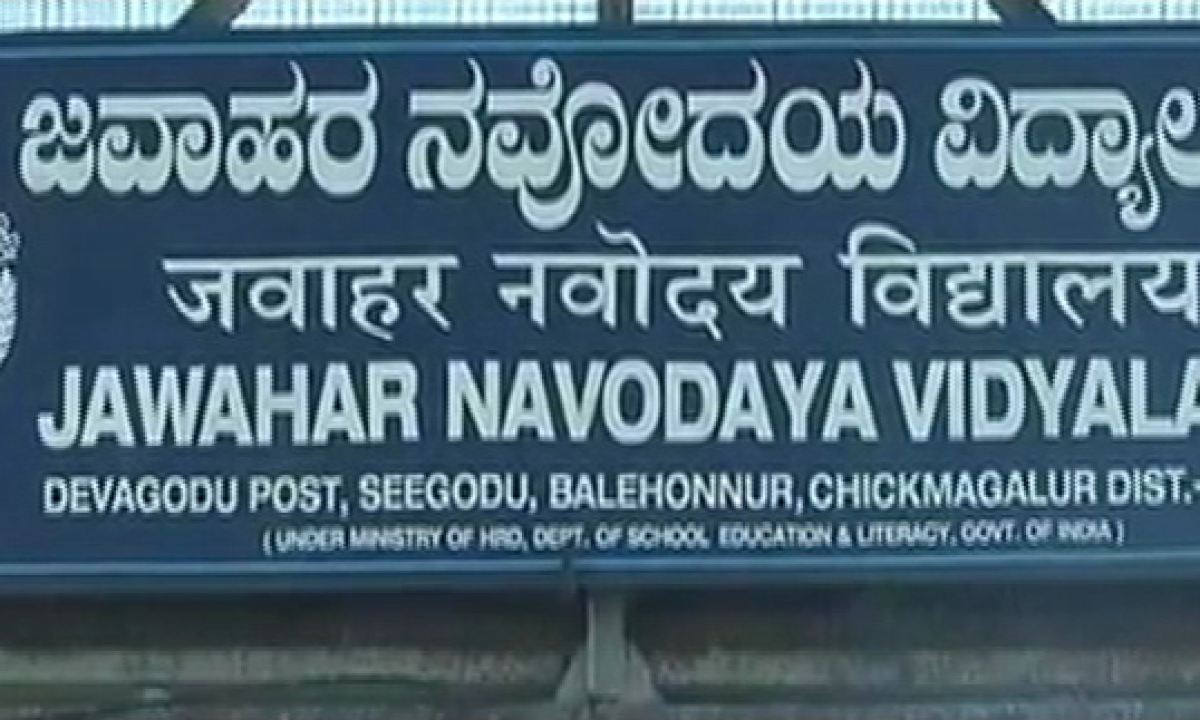 ಜವಾಹರ ನವೋದಯ ವಿದ್ಯಾಲ
जवाहर नवोदय विद्यालय
JAWAHAR NAVODAYA VIDYALA
DEVAGODU POST, SEEGODU, BALEHONNUR, CHICKMAGALUR DIST.
( UNDER MINISTRY OF HRD, DEPT. OF SCHOOL EDUCATION & LITERACY, GOVT. OF INDIA )